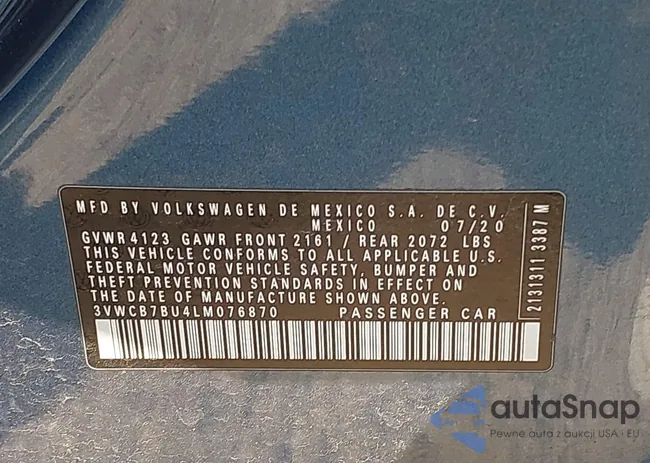 MFD BY VOLKSWAGEN DE MEXICO S.A. DE C.V.
MEXICO 07/20
GVWR 4123 GAWR FRONT 2161 / REAR 2072 LBS
THIS VEHICLE CONFORMS TO ALL APPLICABLE U.S.
FEDERAL MOTOR VEHICLE SAFETY, BUMPER AND
THEFT PREVENTION STANDARDS IN EFFECT ON
THE DATE OF MANUFACTURE SHOWN ABOVE.
3VWCB7BU4LM076870 PASSENGER CAR
2131311 3387 M
autaSnap
Pewne auta z aukcji USA i EU